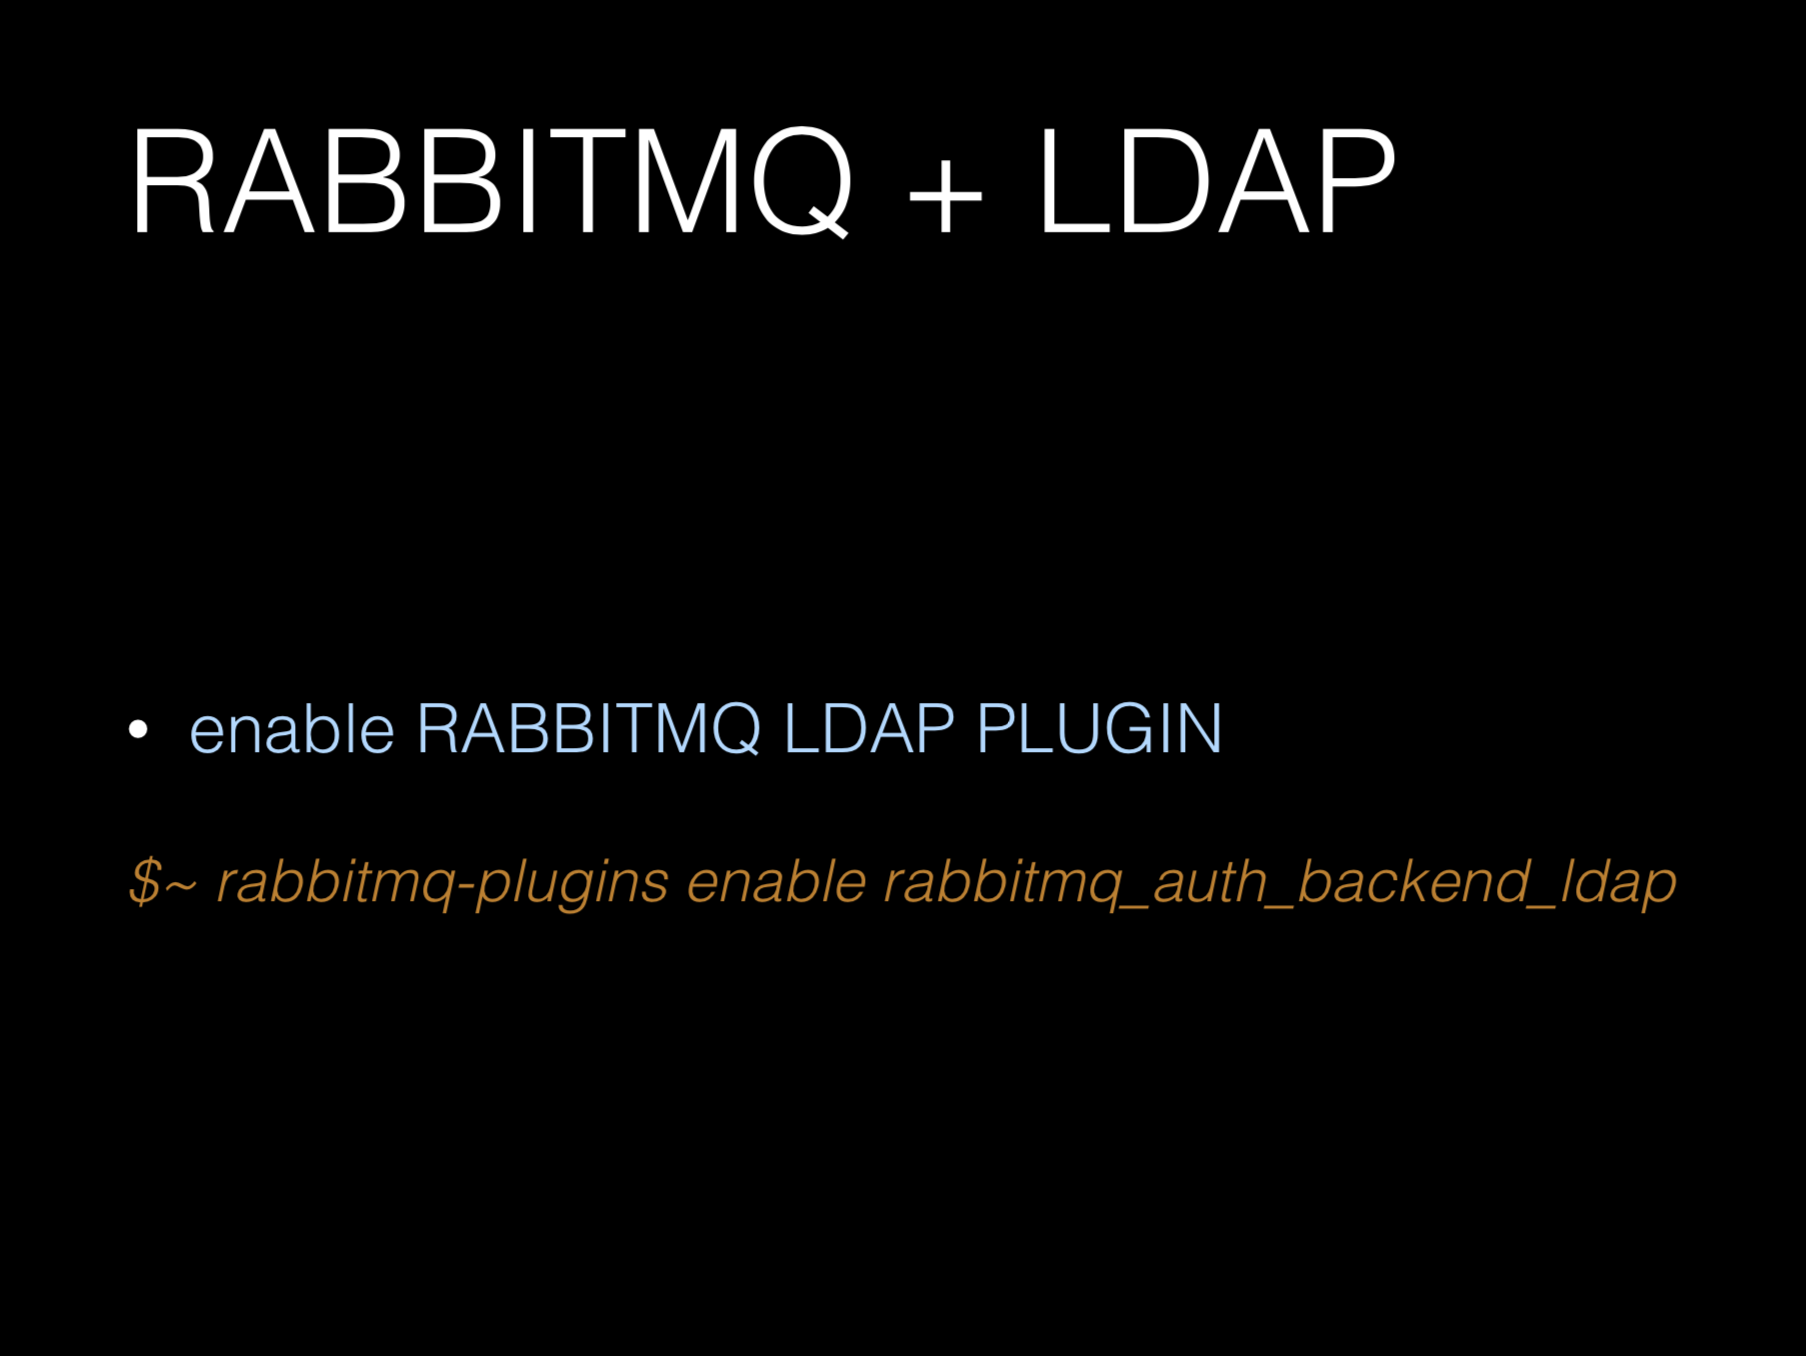 RABBITMQ + LDAP
• enable RABBITMQ LDAP PLUGIN
$~ rabbitmq-plugins enable rabbitmq_auth_backend_ldap